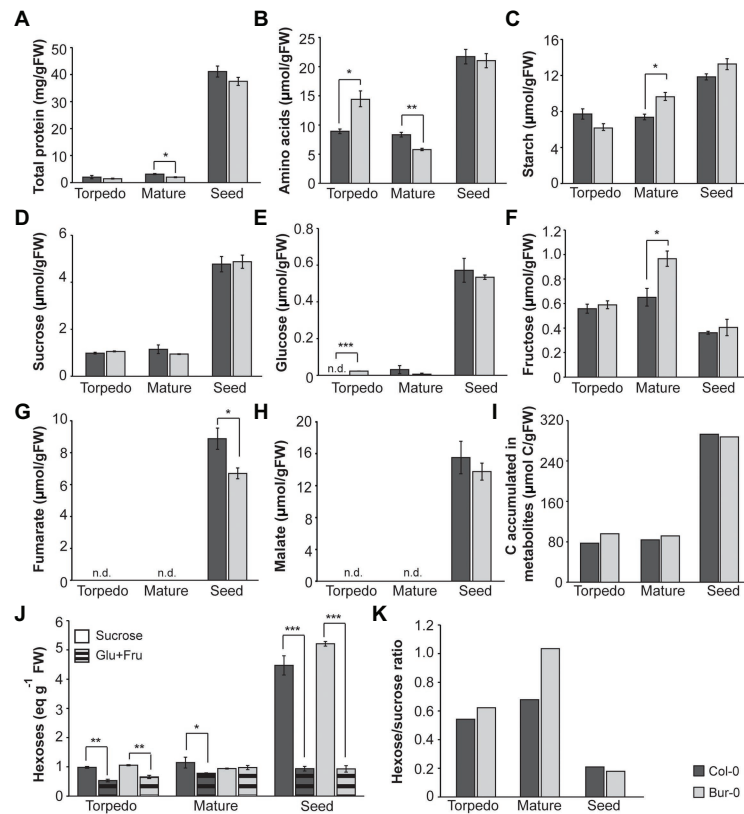 A
Total protein (mg/gFW)
50
40
30
20
10
0
*
Torpedo Mature Seed
B
Amino acids (µmol/gFW)
25
20
15
10
5
0
*
**
Torpedo Mature Seed
C
Starch (µmol/gFW)
16
12
8
4
0
*
Torpedo Mature Seed
D
Sucrose (µmol/gFW)
6
4
2
0
Torpedo Mature Seed
E
Glucose (µmol/gFW)
0.8
0.6
0.4
0.2
0
***
n.d.
Torpedo Mature Seed
F
Fructose (µmol/gFW)
1.2
1.0
0.8
0.6
0.4
0.2
0
*
Torpedo Mature Seed
G
Fumarate (µmol/gFW)
10
8
6
4
2
0
*
n.d. n.d.
Torpedo Mature Seed
H
Malate (µmol/gFW)
20
16
12
8
4
0
n.d. n.d.
Torpedo Mature Seed
I
C accumulated in
metabolites (µmol C/gFW)
320
240
160
80
0
Torpedo Mature Seed
J
Hexoses (eq g-1 FW)
6
5
4
3
2
1
0
Sucrose
Glu+Fru
** ** * *** ***
Torpedo Mature Seed
K
Hexose/sucrose ratio
1.2
1.0
0.8
0.6
0.4
0.2
0
Torpedo Mature Seed
Col-0
Bur-0